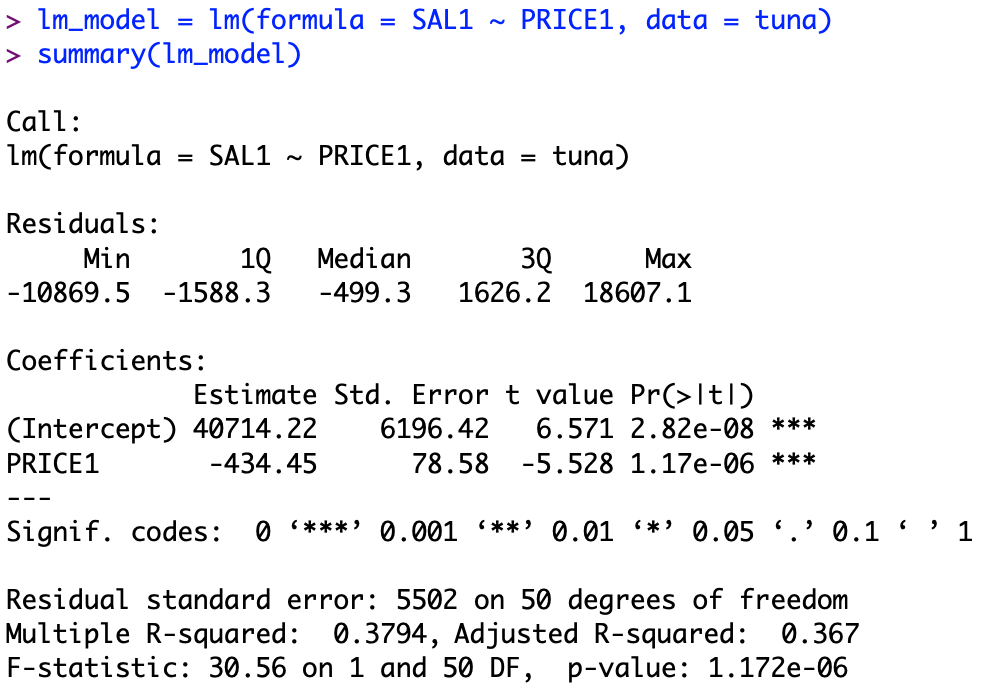 > lm_model = lm(formula = SAL1 ~ PRICE1, data = tuna)
> summary(lm_model)
Call:
lm(formula = SAL1 ~ PRICE1, data = tuna)
Residuals:
     Min       1Q   Median       3Q      Max
-10869.5  -1588.3   -499.3   1626.2  18607.1
Coefficients:
            Estimate Std. Error t value Pr(>|t|)
(Intercept) 40714.22    6196.42   6.571 2.82e-08 ***
PRICE1       -434.45      78.58  -5.528 1.17e-06 ***
---
Signif. codes:  0 ‘***’ 0.001 ‘**’ 0.01 ‘*’ 0.05 ‘.’ 0.1 ‘ ’ 1
Residual standard error: 5502 on 50 degrees of freedom
Multiple R-squared:  0.3794, Adjusted R-squared:  0.367
F-statistic: 30.56 on 1 and 50 DF,  p-value: 1.172e-06